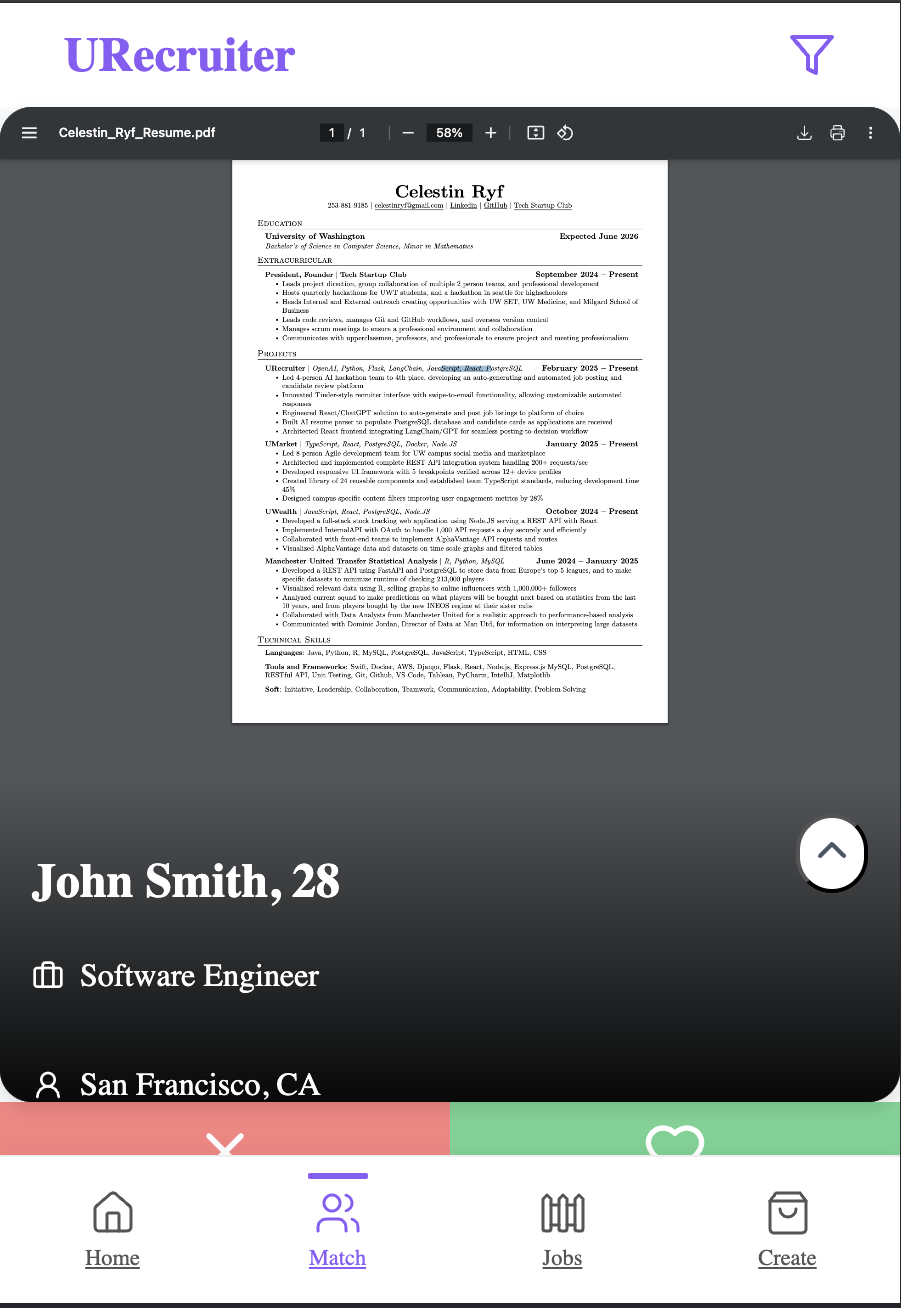 URecruiter
Celestin_Ryf_Resume.pdf
1 / 1
58%
Celestin Ryf
253-881-9185 | celestinryf@gmail.com | Linkedin | GitHub | Tech Startup Club
Education
University of Washington Expected June 2026
Bachelor's of Science in Computer Science, Minor in Mathematics
Extracurricular
President, Founder | Tech Startup Club September 2024 – Present
• Leads project direction, group collaboration of multiple 2 person teams, and professional development
• Hosts quarterly hackathons for UWT students, and a hackathon in seattle for highschoolers
• Heads Internal and External outreach creating opportunities with UW SET, UW Medicine, and Milgard School of
Business
• Leads code reviews, manages Git and GitHub workflows, and oversees version control
• Manages scrum meetings to ensure a professional environment and collaboration
• Communicates with upperclassmen, professors, and professionals to ensure project and meeting professionalism
Projects
URecruiter | OpenAI, Python, Flask, LangChain, JavaScript, React, PostgreSQL February 2025 – Present
• Led 4-person AI hackathon team to 4th place. developing an auto-generating and automated job posting and
candidate review platform
• Innovated Tinder-style recruiter interface with swipe-to-email functionality, allowing customizable automated
responses
• Engineered React/ChatGPT solution to auto-generate and post job listings to platform of choice
• Built AI resume parser to populate PostgreSQL database and candidate cards as applications are received
• Architected React frontend integrating LangChain/GPT for seamless posting-to-decision workflow
UMarket | TypeScript, React, PostgreSQL, Docker, Node.JS January 2025 – Present
• Led 8-person Agile development team for UW campus social media and marketplace
• Architected and implemented complete REST API integration system handling 200+ requests/sec
• Developed responsive UI framework with 5 breakpoints verified across 12+ device profiles
• Created library of 24 reusable components and established team TypeScript standards, reducing development time
45%
• Designed campus-specific content filters improving user engagement metrics by 28%
UWealth | JavaScript, React, PostgreSQL, Node.JS October 2024 – Present
• Developed a full-stack stock tracking web application using Node.JS serving a REST API with React
• Implemented InternalAPI with OAuth to handle 1,000 API requests a day securely and efficiently
• Collaborated with front-end teams to implement AlphaVantage API requests and routes
• Visualized AlphaVantage data and datasets on time scale graphs and filtered tables
Manchester United Transfer Statistical Analysis | R, Python, MySQL June 2024 – January 2025
• Developed a REST API using FastAPI and PostgreSQL to store data from Europe's top 5 leagues, and to make
specific datasets to minimize runtime of checking 213,000 players
• Visualized relevant data using R, selling graphs to online influencers with 1,000,000+ followers
• Analyzed current squad to make predictions on what players will be bought next based on statistics from the last
10 years, and from players bought by the new INEOS regime at their sister cubs
• Collaborated with Data Analysts from Manchester United for a realistic approach to performance-based analysis
• Communicated with Dominic Jordan, Director of Data at Man Utd, for information on interpreting large datasets
Technical Skills
Languages: Java, Python, R, MySQL, PostgreSQL, JavaScript, TypeScript, HTML, CSS
Tools and Frameworks: Swift, Docker, AWS, Django, Flask, React, Node.js, Express.js MySQL, PostgreSQL,
RESTful API, Unit Testing, Git, Github, VS Code, Tableau, PyCharm, IntelliJ, Matplotlib
Soft: Initiative, Leadership, Collaboration, Teamwork, Communication, Adaptability, Problem Solving
John Smith, 28
Software Engineer
San Francisco, CA
Home
Match
Jobs
Create